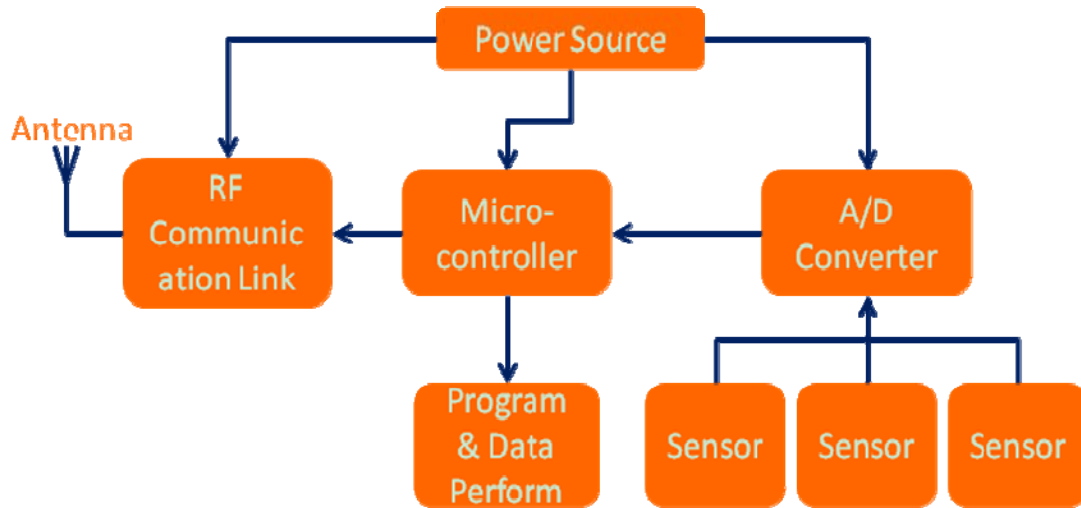 Power Source
Antenna
RF
Communic
ation Link
Micro-
controller
A/D
Converter
Program
& Data
Perform
Sensor
Sensor
Sensor